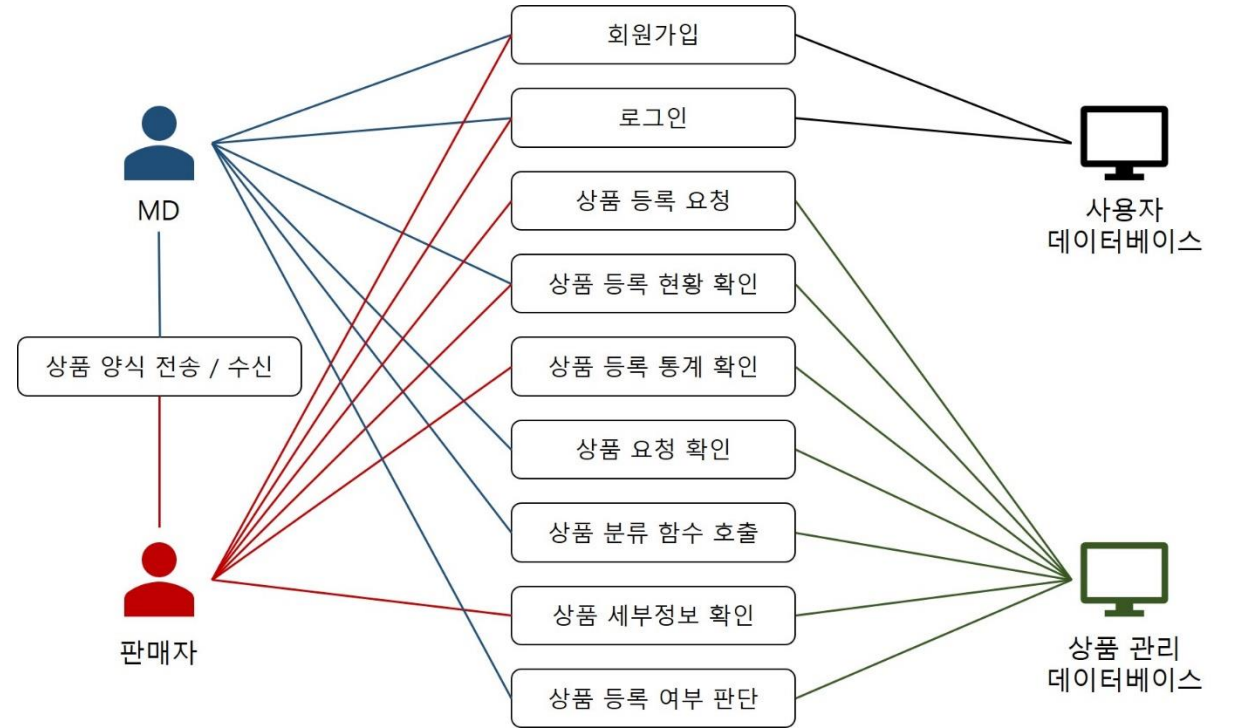 회원가입
로그인
상품 등록 요청
상품 등록 현황 확인
상품 등록 통계 확인
상품 요청 확인
상품 분류 함수 호출
상품 세부정보 확인
상품 등록 여부 판단
MD
상품 양식 전송 / 수신
판매자
사용자
데이터베이스
상품 관리
데이터베이스